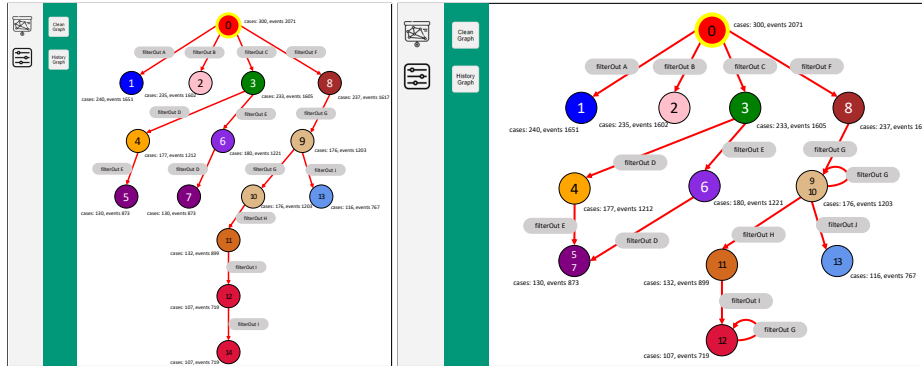 Clean Graph
History Graph
0
cases: 300, events 2071
filterOut A
filterOut B
filterOut C
filterOut F
1
2
3
8
cases: 240, events 1651
cases: 235, events 1602
cases: 233, events 1605
cases: 237, events 1617
filterOut D
filterOut E
filterOut G
4
6
9
cases: 177, events 1212
cases: 180, events 1221
cases: 176, events 1203
filterOut E
filterOut D
filterOut G
filterOut J
5
7
10
13
cases: 130, events 873
cases: 130, events 873
cases: 176, events 1203
cases: 116, events 767
filterOut H
11
cases: 132, events 899
filterOut I
12
cases: 107, events 719
filterOut I
14
cases: 107, events 719
Clean Graph
History Graph
0
cases: 300, events 2071
filterOut A
filterOut B
filterOut C
filterOut F
1
2
3
8
cases: 240, events 1651
cases: 235, events 1602
cases: 233, events 1605
cases: 237, events 16
filterOut D
filterOut E
filterOut G
4
6
9
10
filterOut G
cases: 177, events 1212
cases: 180, events 1221
cases: 176, events 1203
filterOut E
filterOut D
filterOut H
filterOut J
5
7
11
13
cases: 130, events 873
cases: 132, events 899
cases: 116, events 767
filterOut I
12
filterOut G
cases: 107, events 719